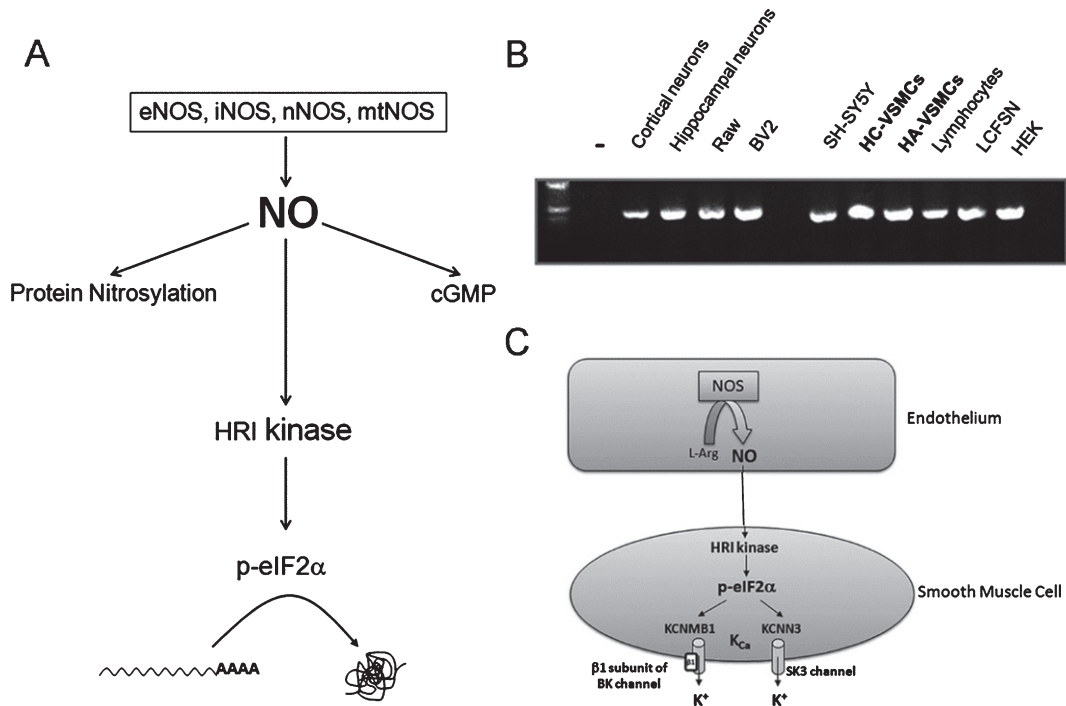 A
eNOS, iNOS, nNOS, mtNOS
NO
Protein Nitrosylation
cGMP
HRI kinase
p-eIF2α
AAAA
B
-
Cortical neurons
Hippocampal neurons
Raw
BV2
SH-SY5Y
HC-VSMCs
HA-VSMCs
Lymphocytes
LCFSN
HEK
C
NOS
L-Arg
NO
Endothelium
HRI kinase
p-eIF2α
Smooth Muscle Cell
KCNMB1
KCNN3
KCa
β1
β1 subunit of
BK channel
SK3 channel
K+
K+